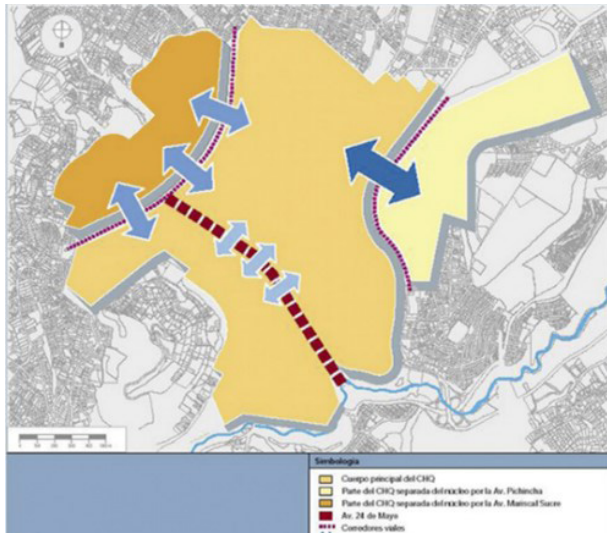 Simbología
Cuerpo principal del CHQ
Parte del CHQ separada del núcleo por la Av. Pichincha
Parte del CHQ separada del núcleo por la Av. Mariscal Sucre
Av. 24 de Mayo
Corredores viales